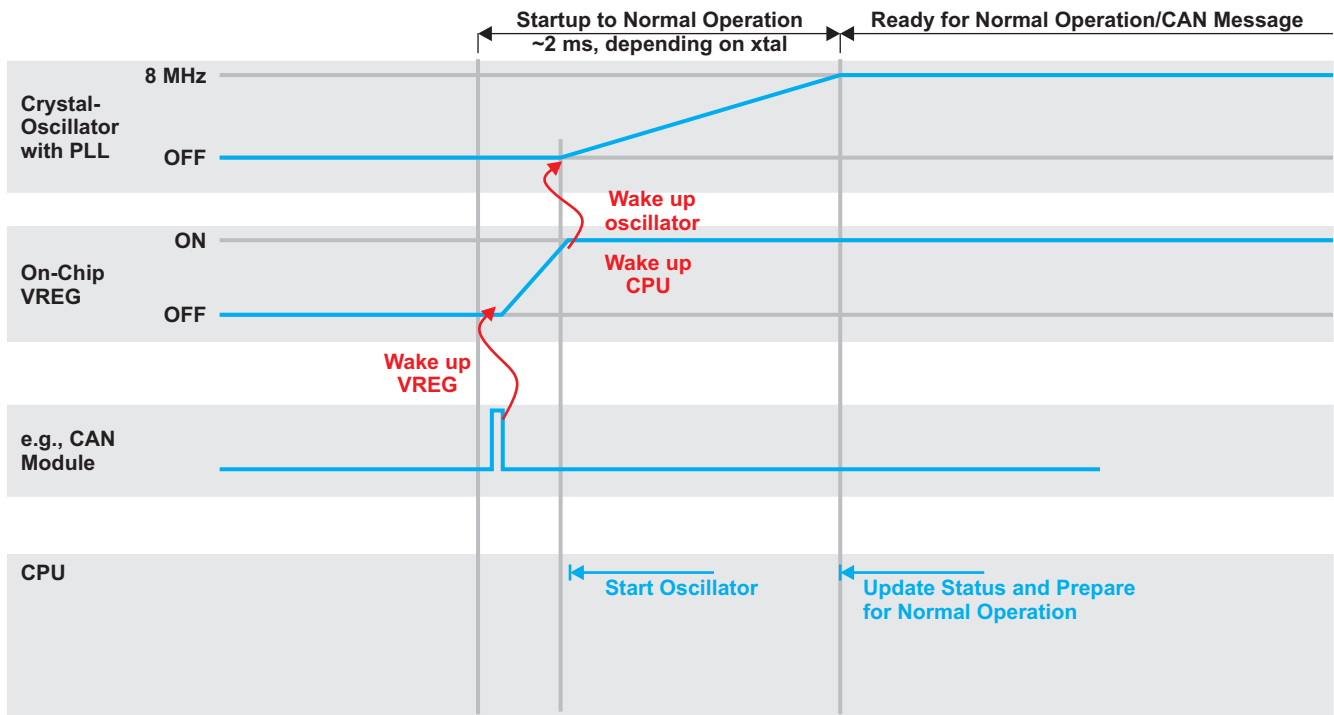 Startup to Normal Operation
~2 ms, depending on xtal
Ready for Normal Operation/CAN Message
Crystal-
Oscillator
with PLL
8 MHz
OFF
Wake up
oscillator
On-Chip
VREG
ON
OFF
Wake up
CPU
Wake up
VREG
e.g., CAN
Module
CPU
Start Oscillator
Update Status and Prepare
for Normal Operation